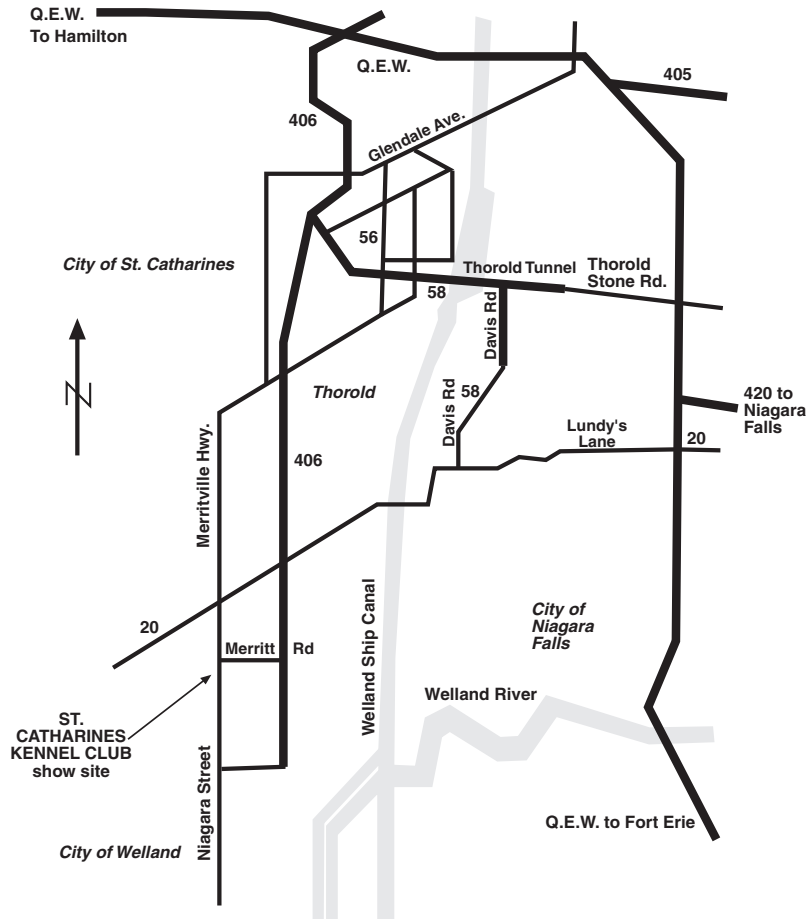 Q.E.W.
To Hamilton
Q.E.W.
405
406
Glendale Ave.
56
City of St. Catharines
Thorold Tunnel
Thorold
Stone Rd.
58
Davis Rd
Thorold
58
Davis Rd
420 to
Niagara
Falls
Lundy's
Lane
20
Merritville Hwy.
406
N
20
City of
Niagara
Falls
Merritt Rd
Welland Ship Canal
Welland River
ST.
CATHARINES
KENNEL CLUB
show site
Niagara Street
Q.E.W. to Fort Erie
City of Welland